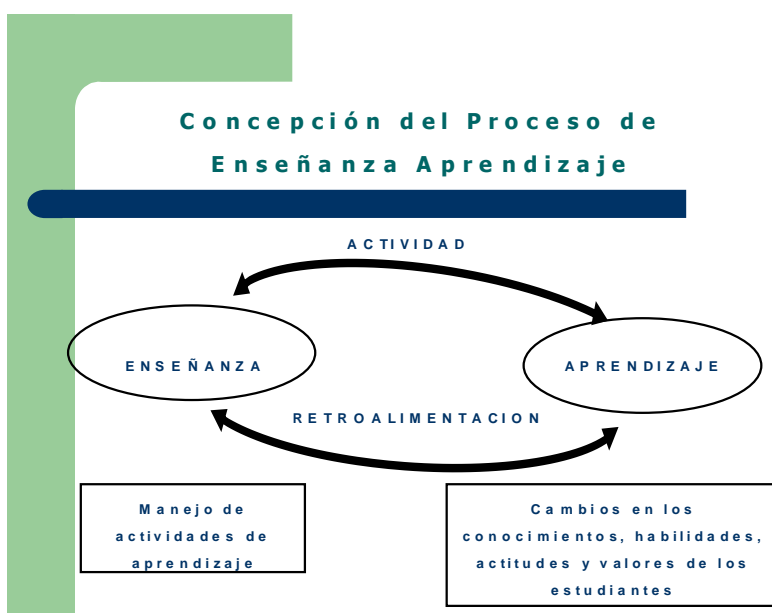 Concepción del Proceso de
Enseñanza Aprendizaje
ACTIVIDAD
ENSEÑANZA
APRENDIZAJE
RETROALIMENTACION
Manejo de
actividades de
aprendizaje
Cambios en los
conocimientos, habilidades,
actitudes y valores de los
estudiantes